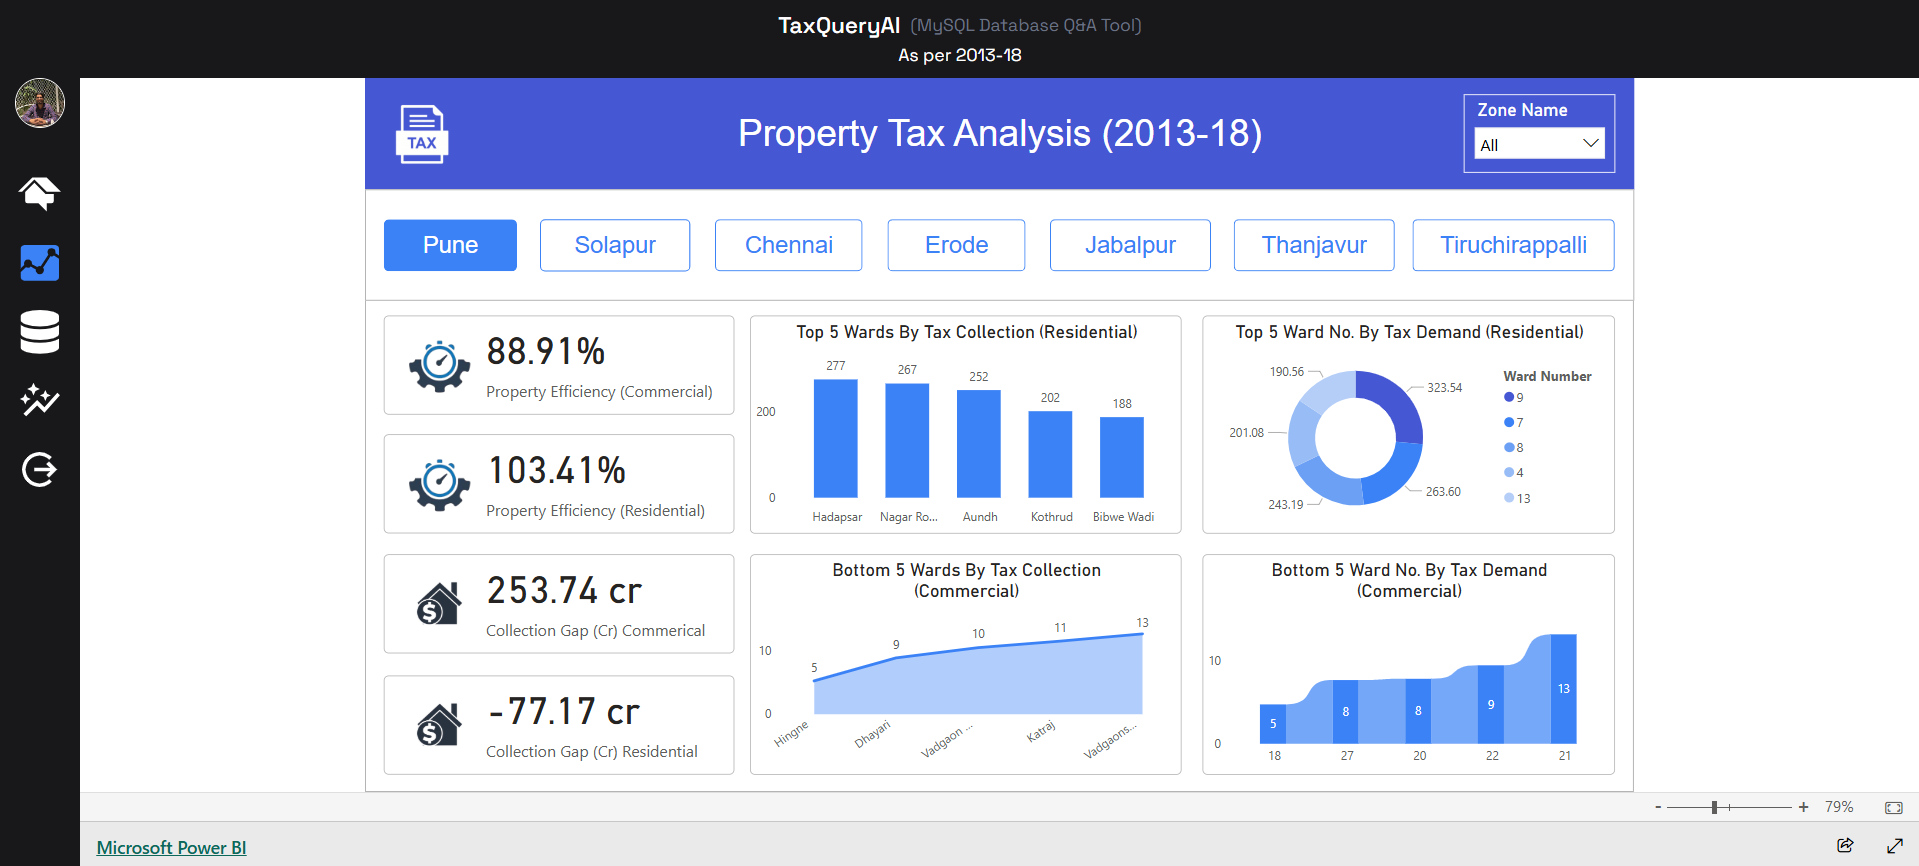 TaxQueryAI (MySQL Database Q&A Tool)
As per 2013-18
TAX
Property Tax Analysis (2013-18)
Zone Name
All
Pune
Solapur
Chennai
Erode
Jabalpur
Thanjavur
Tiruchirappalli
88.91%
Property Efficiency (Commercial)
103.41%
Property Efficiency (Residential)
253.74 cr
Collection Gap (Cr) Commerical
-77.17 cr
Collection Gap (Cr) Residential
Top 5 Wards By Tax Collection (Residential)
200
0
277
267
252
202
188
Hadapsar
Nagar Ro...
Aundh
Kothrud
Bibwe Wadi
Top 5 Ward No. By Tax Demand (Residential)
190.56
323.54
201.08
243.19
263.60
Ward Number
9
7
8
4
13
Bottom 5 Wards By Tax Collection
(Commercial)
10
0
5
9
10
11
13
Hingne
Dhayari
Vadgaon ...
Katraj
Vadgaons...
Bottom 5 Ward No. By Tax Demand
(Commercial)
10
0
5
8
8
9
13
18
27
20
22
21
- + 79%
Microsoft Power BI